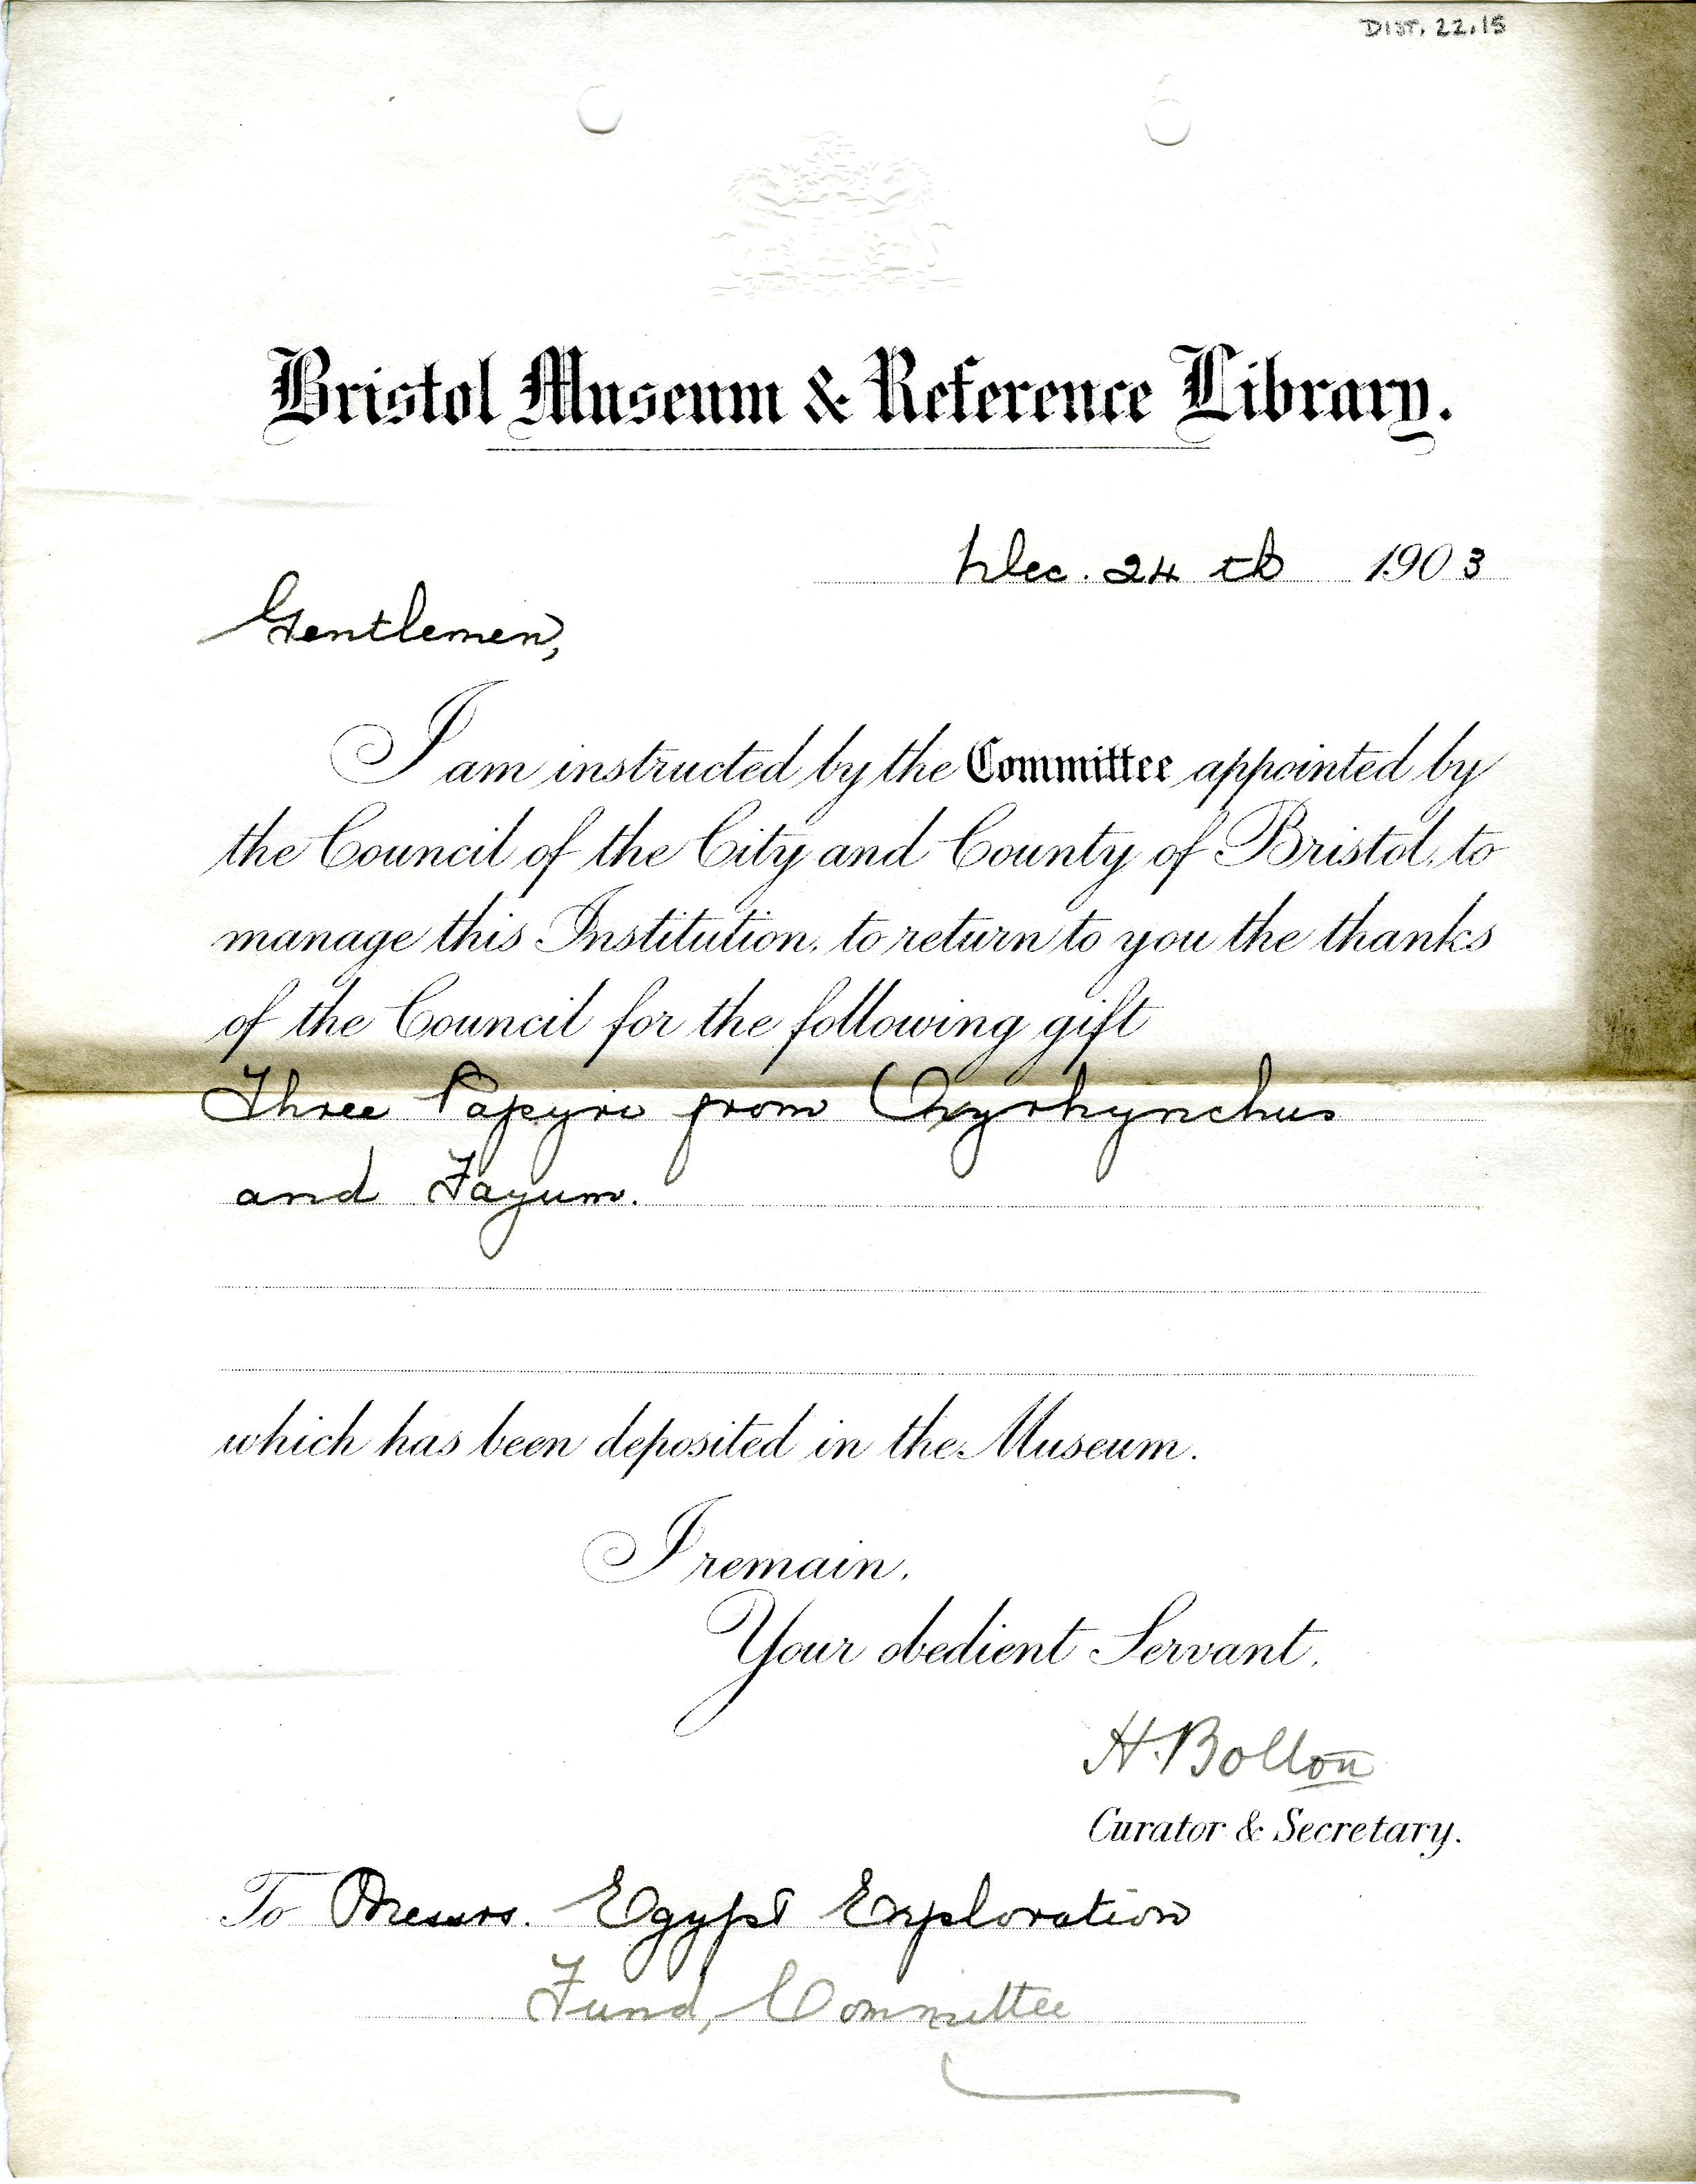 DIST. 22.15
Bristol Museum & Reference Library.
Dec. 24 th 1903
Gentlemen,
I am instructed by the Committee appointed by
the Council of the City and County of Bristol, to
manage this Institution, to return to you the thanks
of the Council for the following gift
Three Papyri from Oxyrhynchus
and Fayum.
which has been deposited in the Museum.
I remain,
Your obedient Servant,
H. Bolton
Curator & Secretary.
To Messrs. Egypt Exploration
Fund, Committee